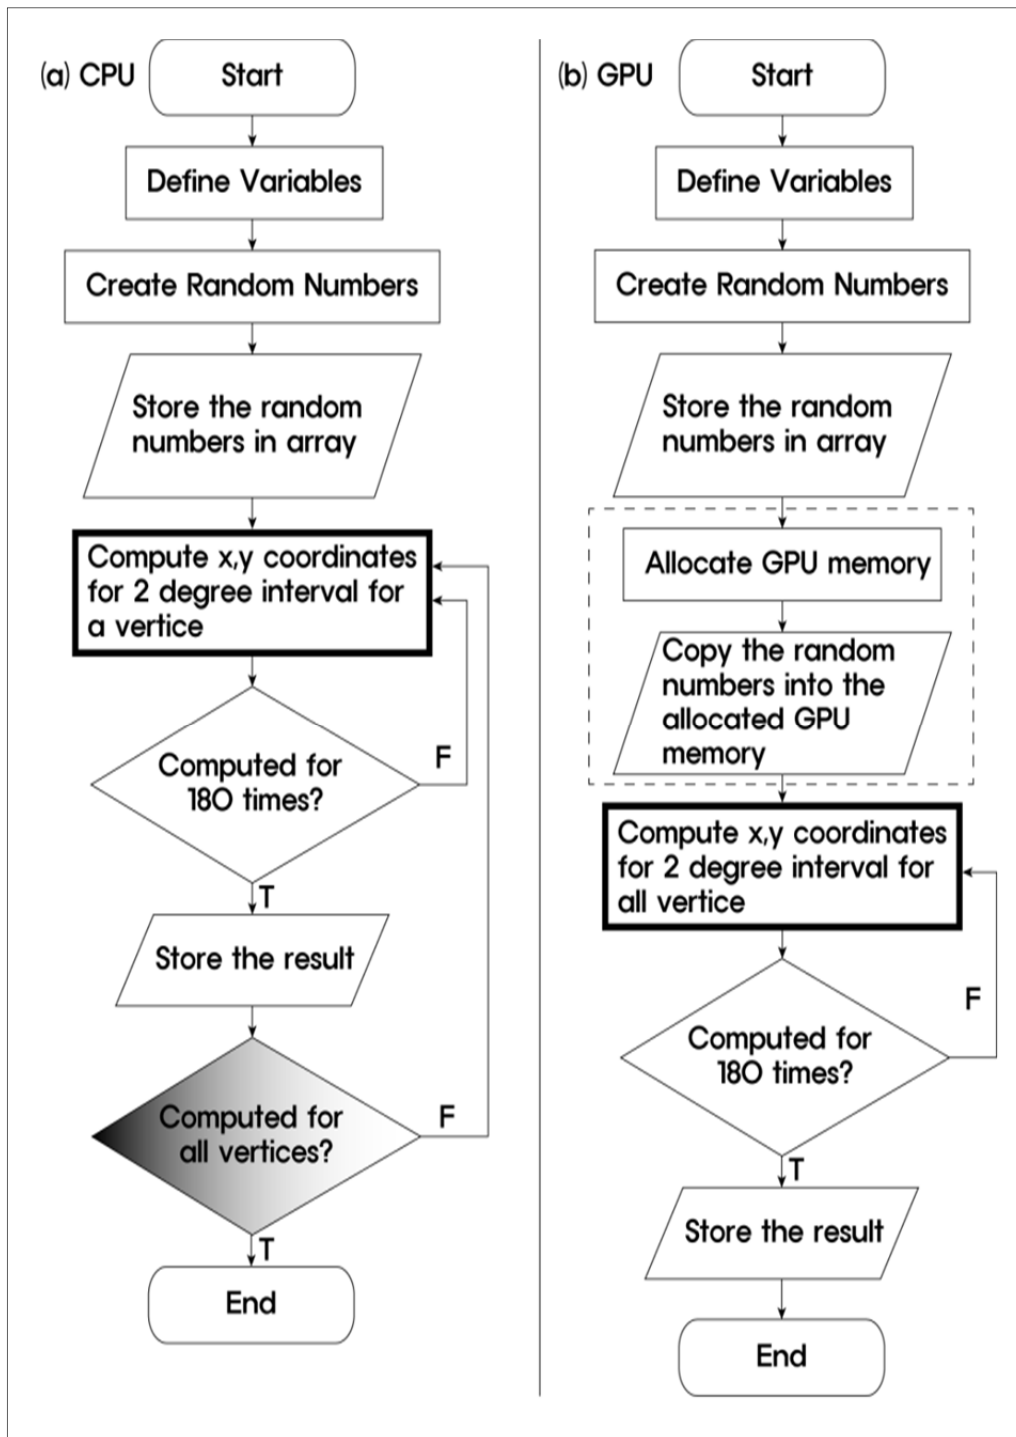 (a) CPU
Start
Define Variables
Create Random Numbers
Store the random
numbers in array
Compute x,y coordinates
for 2 degree interval for
a vertice
Computed for
180 times?
F
T
Store the result
Computed for
all vertices?
F
T
End
(b) GPU
Start
Define Variables
Create Random Numbers
Store the random
numbers in array
Allocate GPU memory
Copy the random
numbers into the
allocated GPU
memory
Compute x,y coordinates
for 2 degree interval for
all vertice
Computed for
180 times?
F
T
Store the result
End